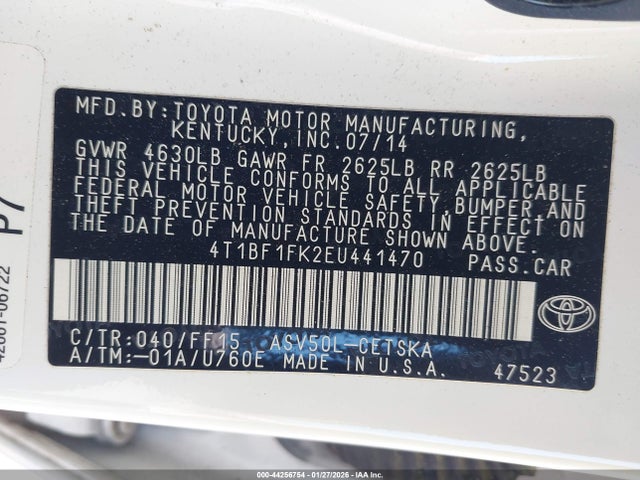 MFD.BY:TOYOTA MOTOR MANUFACTURING,
KENTUCKY, INC. 07/14
GVWR 4630LB GAWR FR 2625LB RR 2625LB
THIS VEHICLE CONFORMS TO ALL APPLICABLE
FEDERAL MOTOR VEHICLE SAFETY,BUMPER,AND
THEFT PREVENTION STANDARDS IN EFFECT ON
THE DATE OF MANUFACTURE SHOWN ABOVE.
4T1BF1FK2EU441470 PASS.CAR
C/TR:040/FF15 ASV50L-CETSKA
A/TM:-01A/U760E MADE IN U.S.A. 47523
TOYOTA
P7
000-44256754 | 01/27/2026 | IAA Inc.